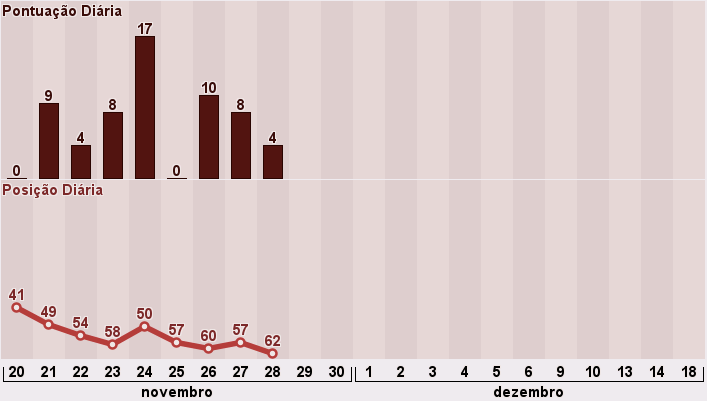 Pontuação Diária
0 9 4 8 17 0 10 8 4
Posição Diária
41 49 54 58 50 57 60 57 62
20 21 22 23 24 25 26 27 28 29 30 1 2 3 4 5 6 9 10 13 14 18
novembro dezembro